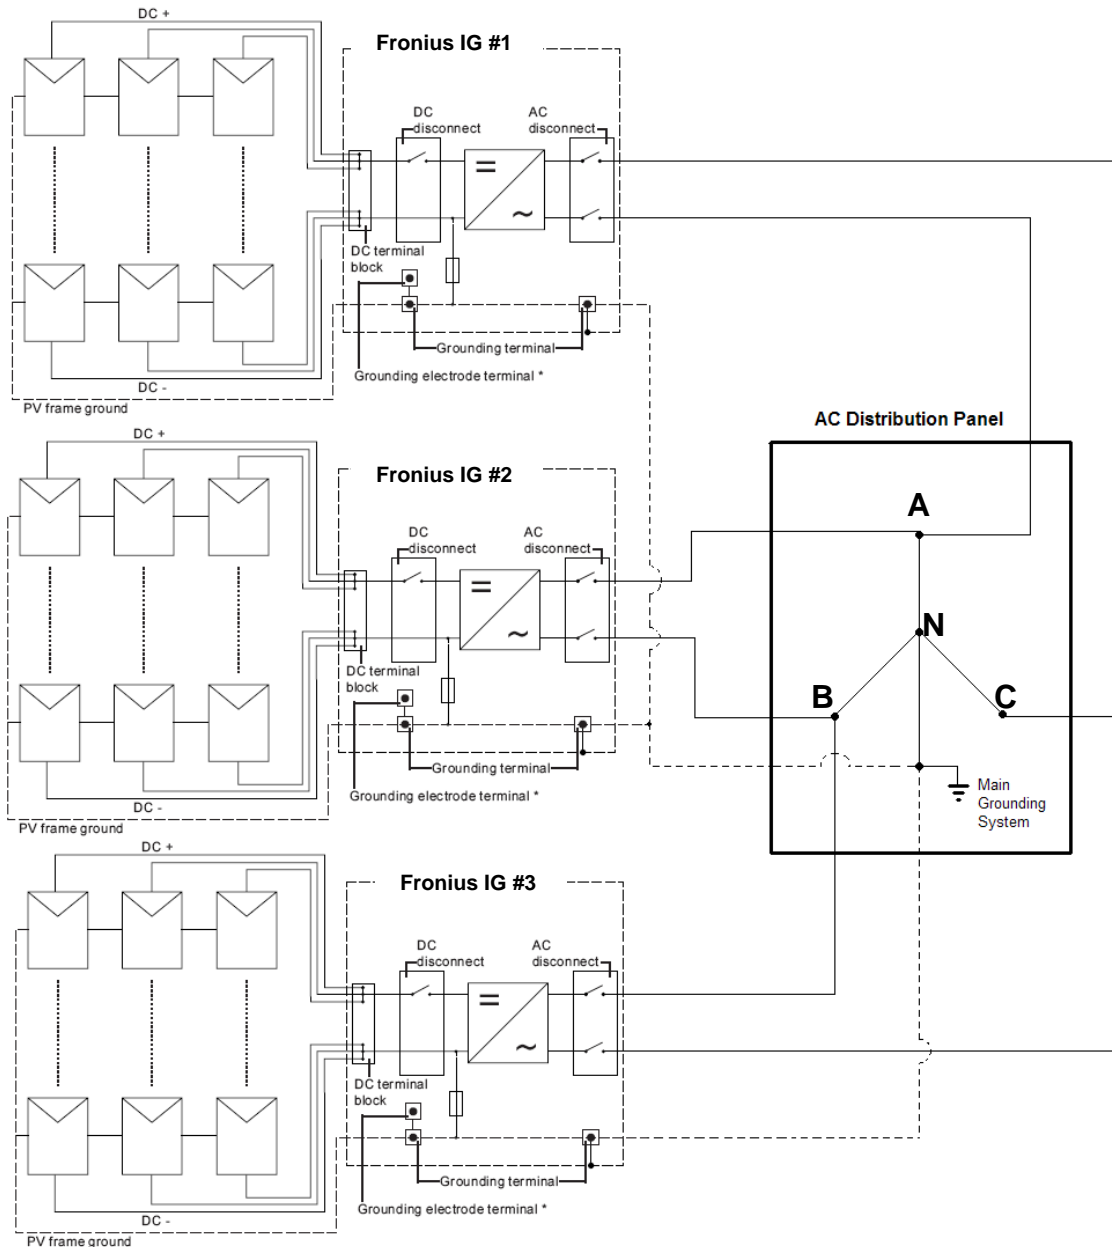 DC +
Fronius IG #1
DC
disconnect
AC
disconnect
=
~
DC terminal
block
Grounding terminal
Grounding electrode terminal *
DC -
PV frame ground
AC Distribution Panel
DC +
Fronius IG #2
A
DC
disconnect
AC
disconnect
=
~
N
DC terminal
block
B
C
Grounding terminal
Main
Grounding
System
Grounding electrode terminal *
DC -
PV frame ground
DC +
Fronius IG #3
DC
disconnect
AC
disconnect
=
~
DC terminal
block
Grounding terminal
Grounding electrode terminal *
DC -
PV frame ground